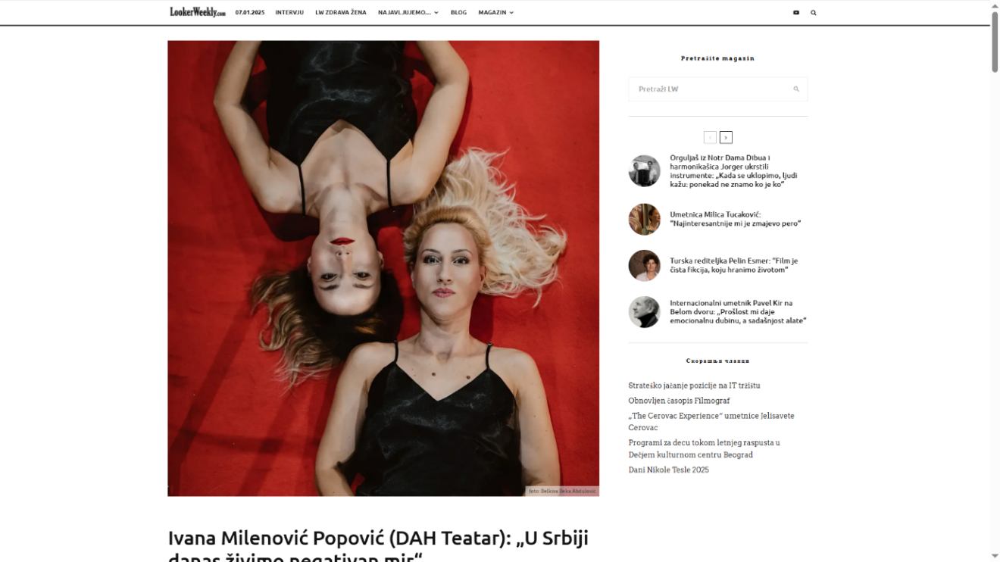 LookerWeekly.com
07.01.2025 INTERVJU LW ZDRAVA ŽENA NAJAVLJUJEMO... BLOG MAGAZIN
Pretražite magazin
Pretraži LW
Orguljaš iz Notr Dama Dibua i
harmonikašica Jorger ukrstili
instrumente: „Kada se uklopimo, ljudi
kažu: ponekad ne znamo ko je ko“
Umetnica Milica Tucaković:
“Najinteresantnije mi je zmajevo pero”
Turska rediteljka Pelin Esmer: “Film je
čista fikcija, koju hranimo životom”
Internacionalni umetnik Pavel Kir na
Belom dvoru: „Prošlost mi daje
emocionalnu dubinu, a sadašnjost alate“
Скорашњи чланци
Strateško jačanje pozicije na IT tržištu
Obnovljen časopis Filmograf
„The Cerovac Experience“ umetnice Jelisavete
Cerovac
Programi za decu tokom letnjeg raspusta u
Dečjem kulturnom centru Beograd
Dani Nikole Tesle 2025
foto: Belkisa Beka Abdulović
Ivana Milenović Popović (DAH Teatar): „U Srbiji
danas živimo negativan mir“